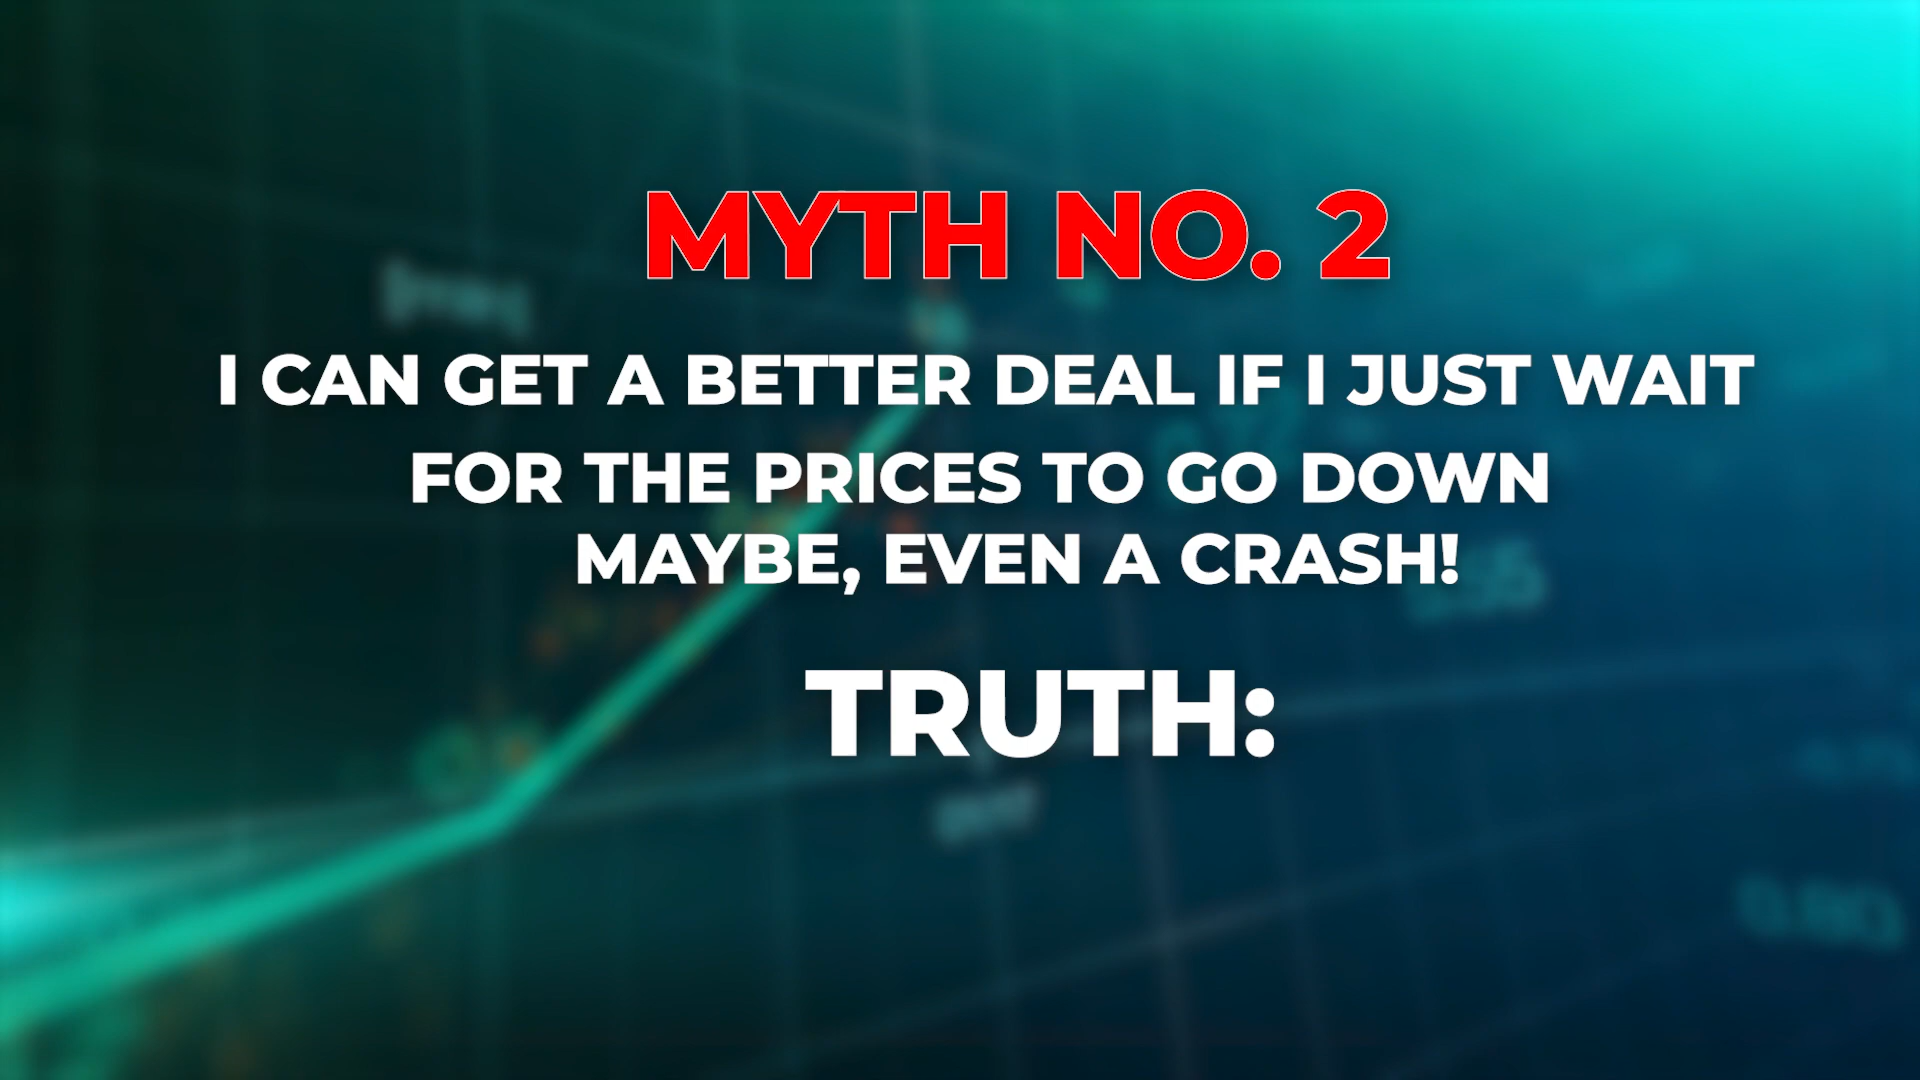 MYTH NO. 2
I CAN GET A BETTER DEAL IF I JUST WAIT
FOR THE PRICES TO GO DOWN
MAYBE, EVEN A CRASH!
TRUTH: